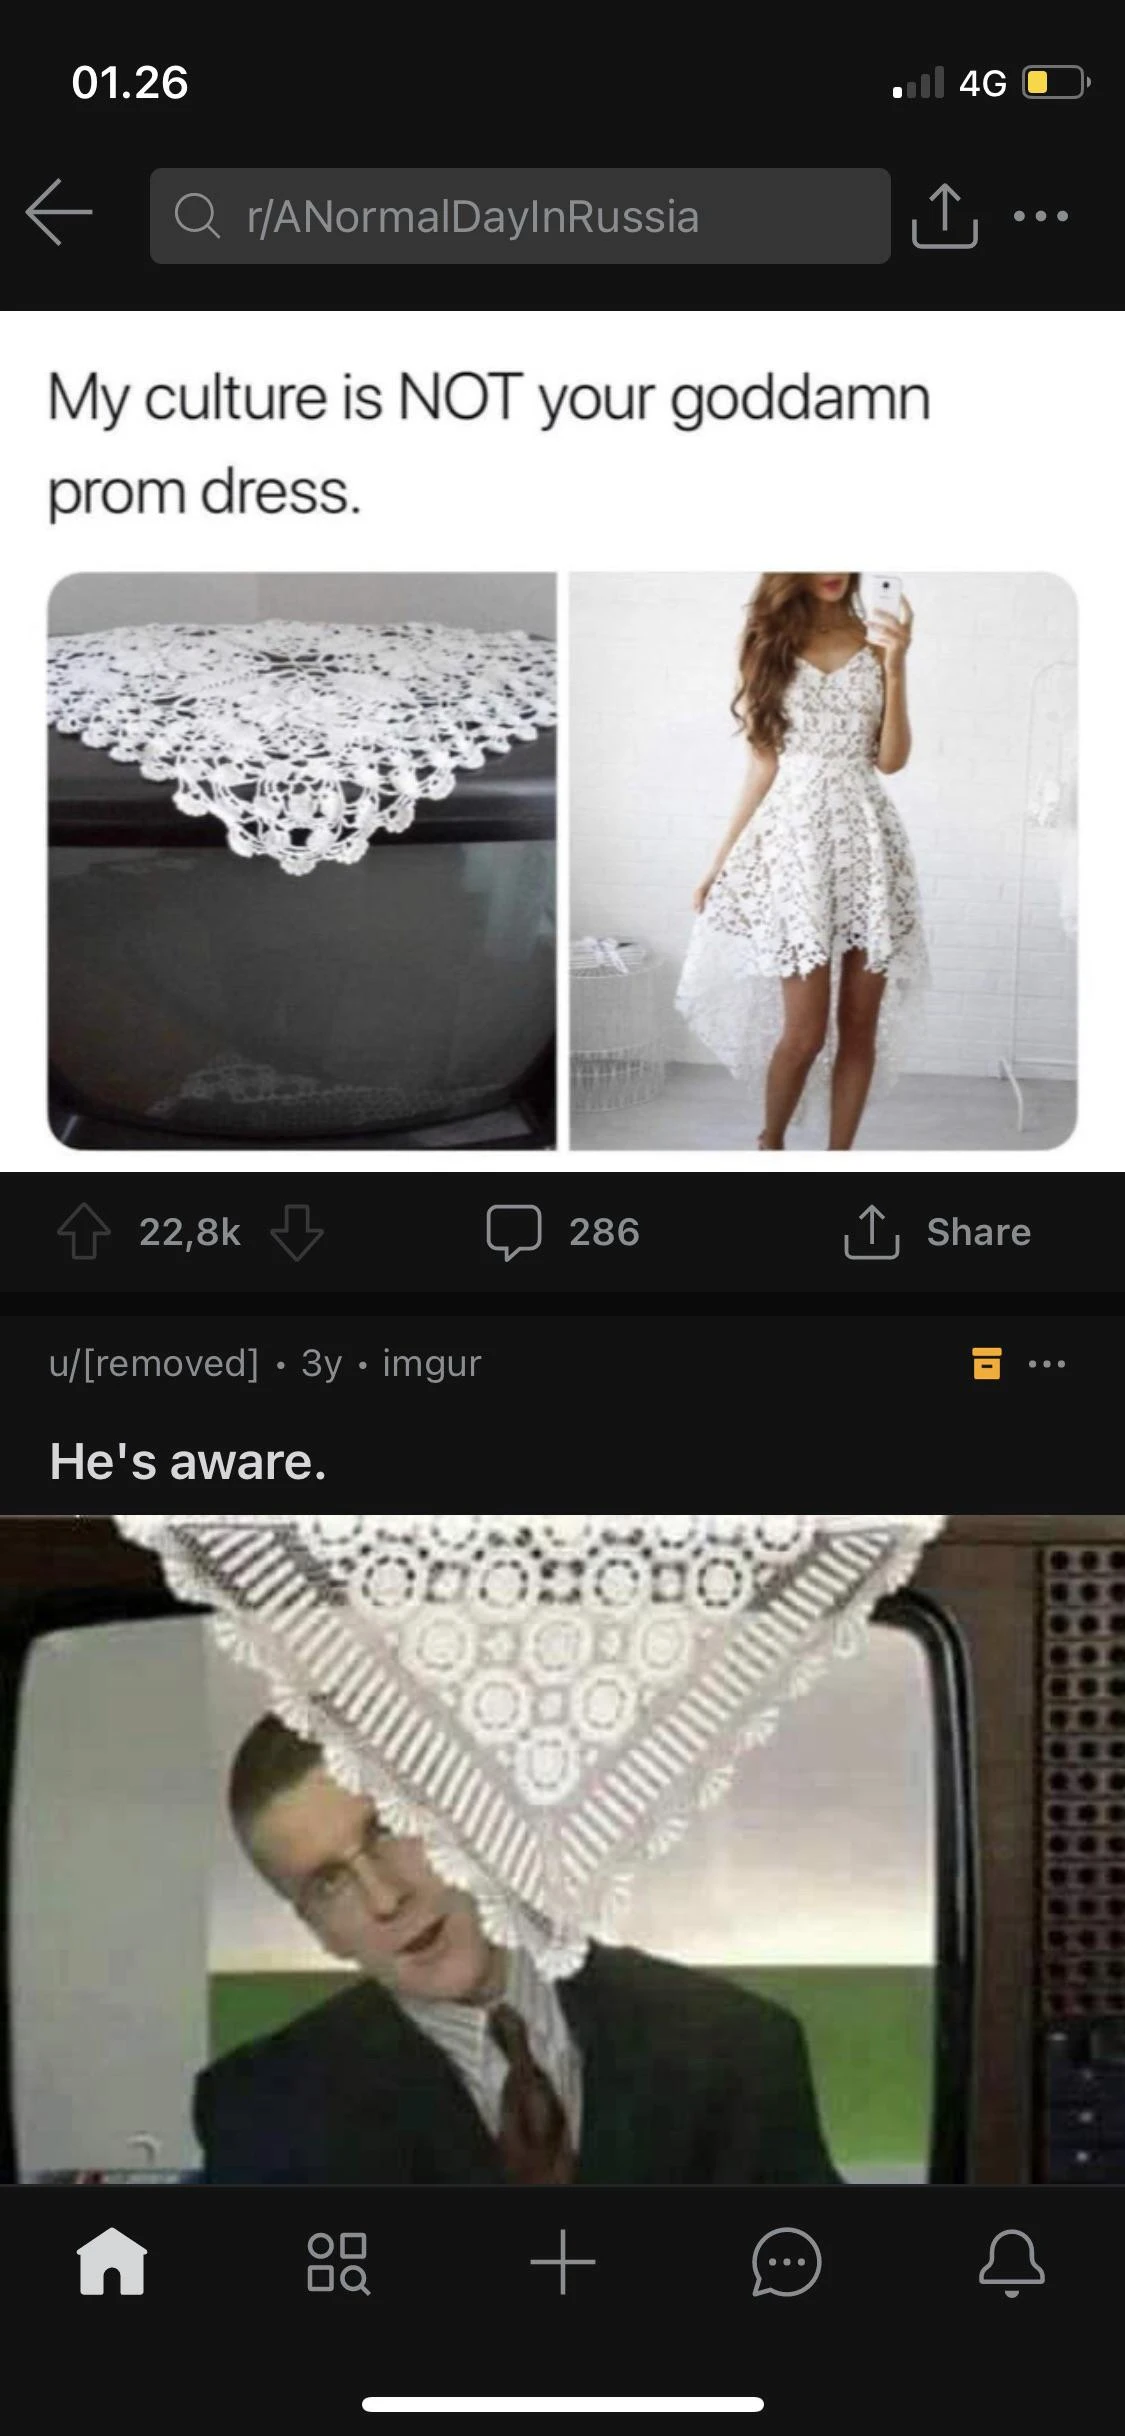 01.26
4G
r/ANormalDayInRussia
My culture is NOT your goddamn
prom dress.
22,8k
286
Share
u/[removed] • 3y • imgur
He's aware.